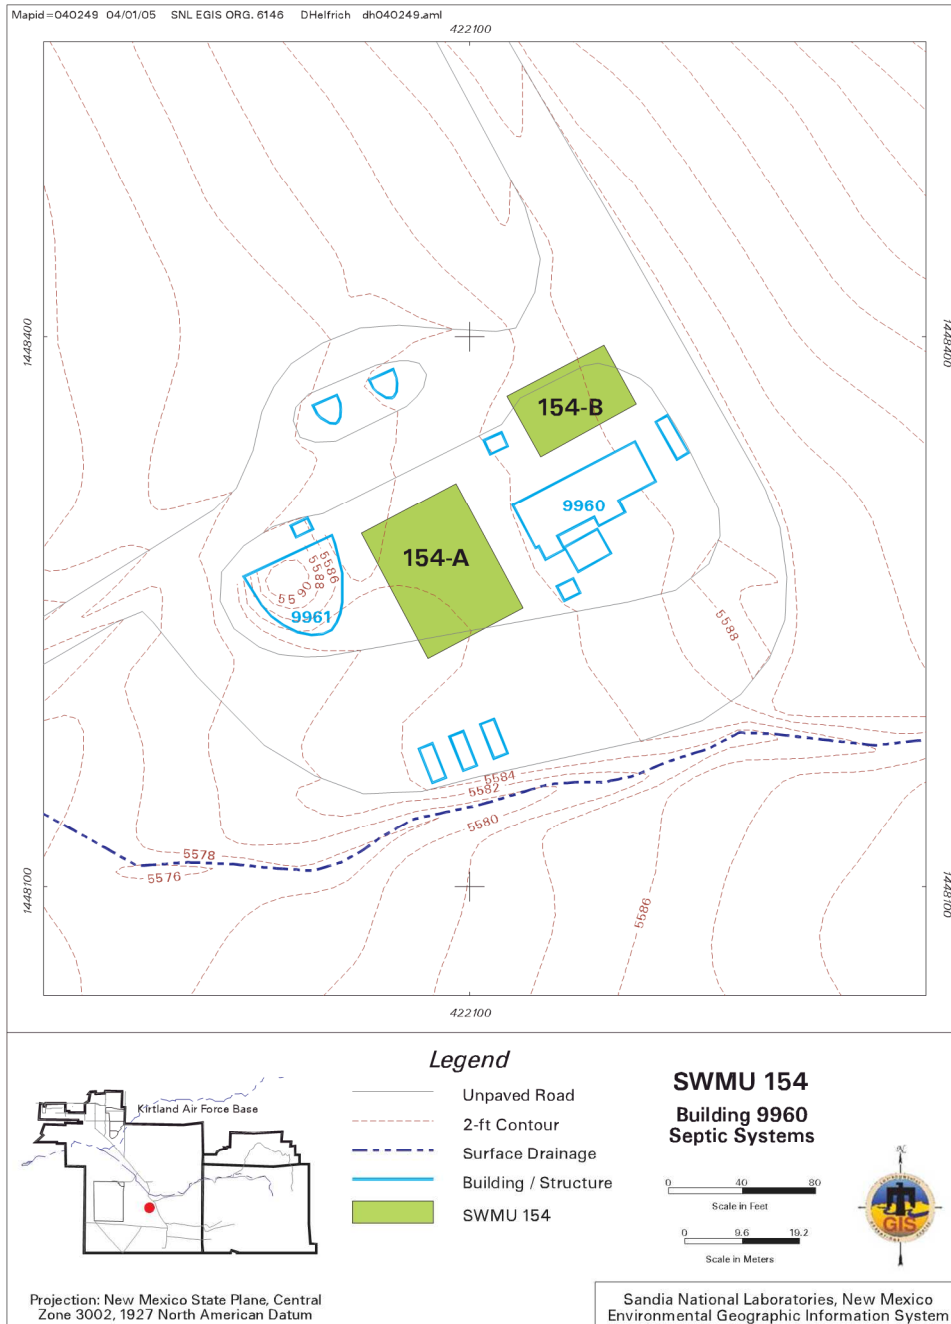 Mapid=040249 04/01/05 SNL EGIS ORG. 6146 DHelfrich dh040249.aml
422100
1448400
1448400
154-B
9960
154-A
5586
5588
5590
9961
5588
5584
5582
5580
5578
5576
5586
1448100
1448100
422100
Legend
Unpaved Road
2-ft Contour
Surface Drainage
Building / Structure
SWMU 154
Kirtland Air Force Base
SWMU 154
Building 9960
Septic Systems
0 40 80
Scale in Feet
0 9.6 19.2
Scale in Meters
GIS
Projection: New Mexico State Plane, Central
Zone 3002, 1927 North American Datum
Sandia National Laboratories, New Mexico
Environmental Geographic Information System